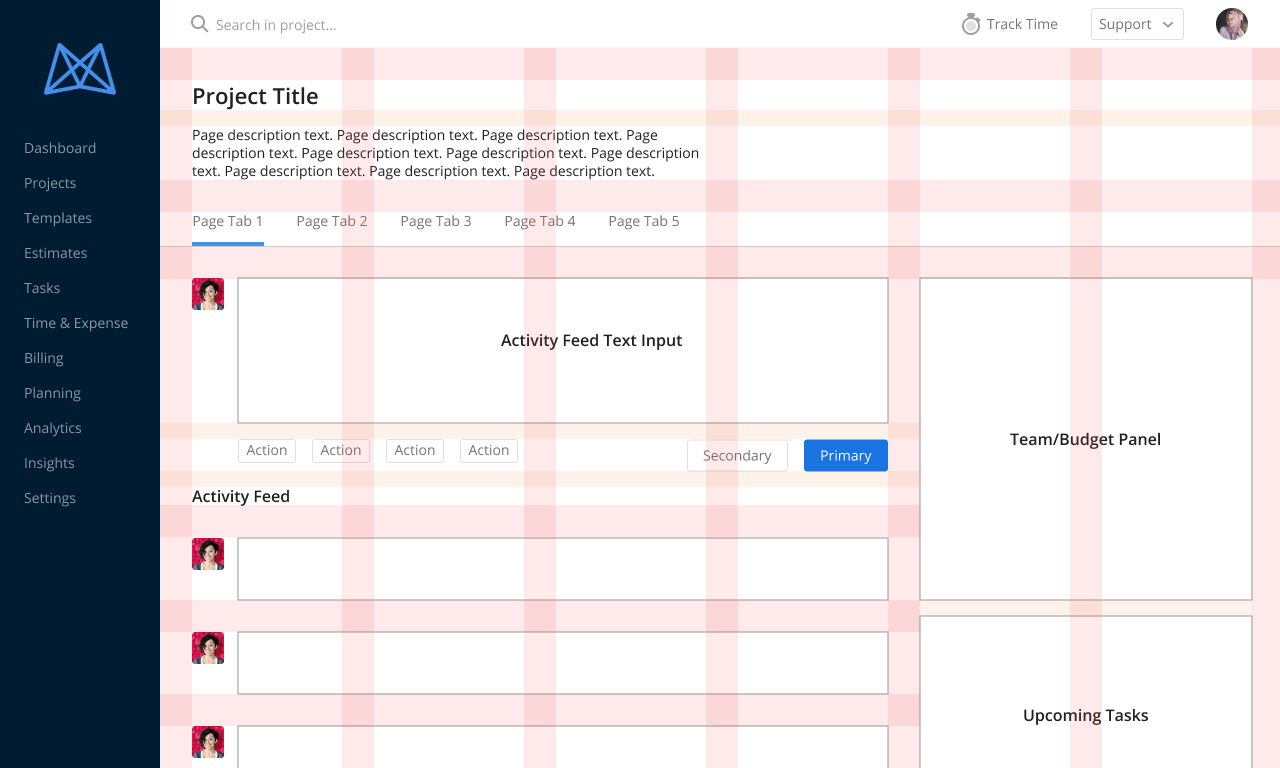 Search in project...
Track Time
Support
Dashboard
Projects
Templates
Estimates
Tasks
Time & Expense
Billing
Planning
Analytics
Insights
Settings
Project Title
Page description text. Page description text. Page description text. Page
description text. Page description text. Page description text. Page description
text. Page description text. Page description text. Page description text.
Page Tab 1 Page Tab 2 Page Tab 3 Page Tab 4 Page Tab 5
Activity Feed Text Input
Action Action Action Action Secondary Primary
Activity Feed
Team/Budget Panel
Upcoming Tasks